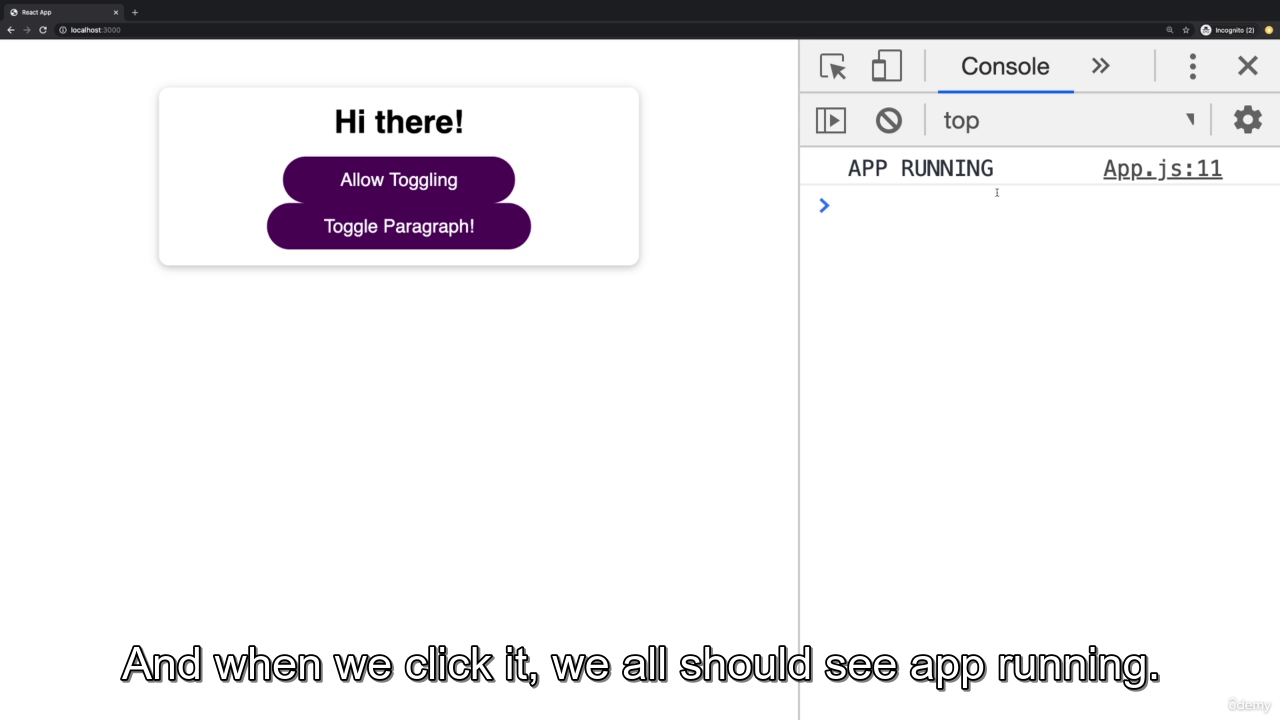 React App
localhost:3000
Incognito (2)
Hi there!
Allow Toggling
Toggle Paragraph!
Console
top
APP RUNNING App.js:11
And when we click it, we all should see app running.
ûdemy